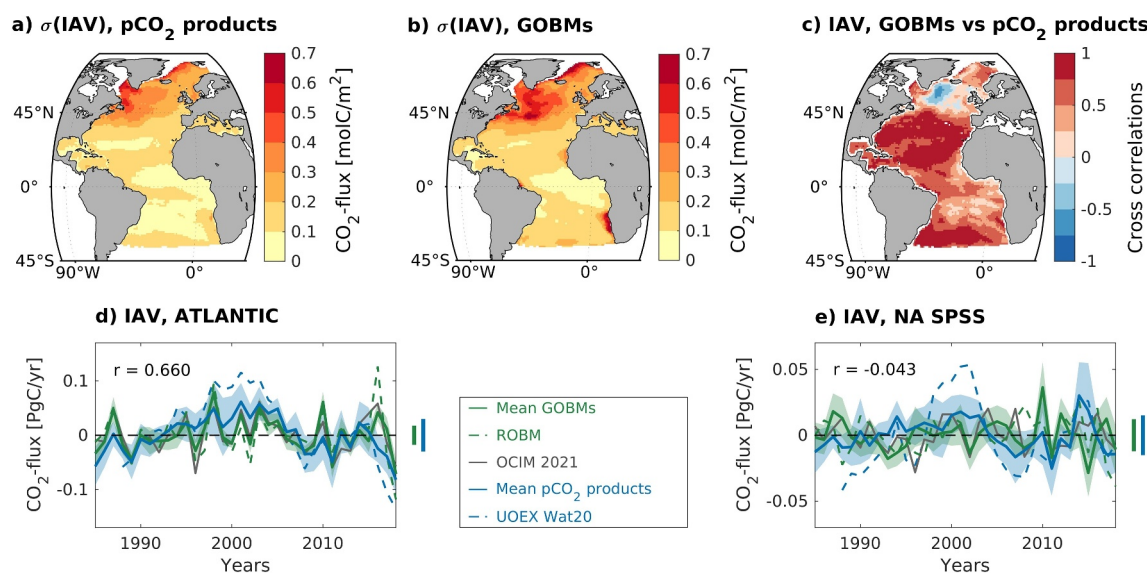 a) σ(IAV), pCO₂ products
b) σ(IAV), GOBMs
c) IAV, GOBMs vs pCO₂ products
45°N
0°
45°S
90°W
0°
0.7
0.6
0.5
0.4
0.3
0.2
0.1
0
CO₂-flux [molC/m²]
45°N
0°
45°S
90°W
0°
0.7
0.6
0.5
0.4
0.3
0.2
0.1
0
CO₂-flux [molC/m²]
45°N
0°
45°S
90°W
0°
1
0.5
0
-0.5
-1
Cross correlations
d) IAV, ATLANTIC
r = 0.660
CO₂-flux [PgC/yr]
0.1
0
-0.1
1990
2000
2010
Years
Mean GOBMs
ROBM
OCIM 2021
Mean pCO₂ products
UOEX Wat20
e) IAV, NA SPSS
r = -0.043
CO₂-flux [PgC/yr]
0.05
0
-0.05
1990
2000
2010
Years